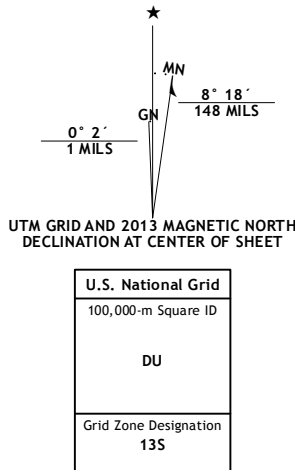 ★
MN
8° 18´
148 MILS
GN
0° 2´
1 MILS
UTM GRID AND 2013 MAGNETIC NORTH
DECLINATION AT CENTER OF SHEET
U.S. National Grid
100,000-m Square ID
DU
Grid Zone Designation
13S